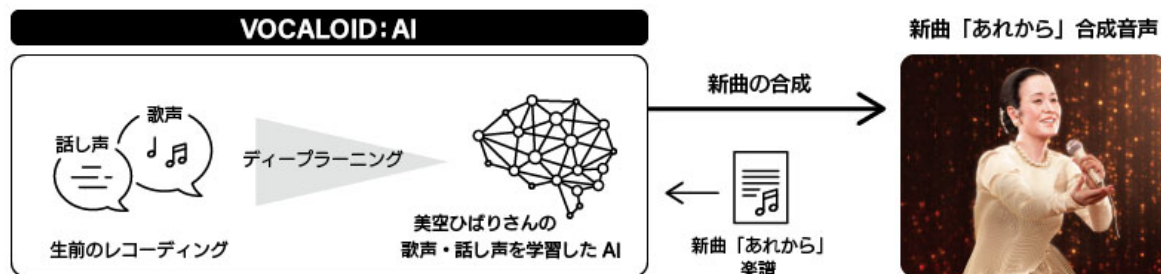 VOCALOID:AI
新曲「あれから」合成音声
歌声
話し声
ディープラーニング
生前のレコーディング
美空ひばりさんの
歌声・話し声を学習した AI
新曲の合成
新曲「あれから」
楽譜